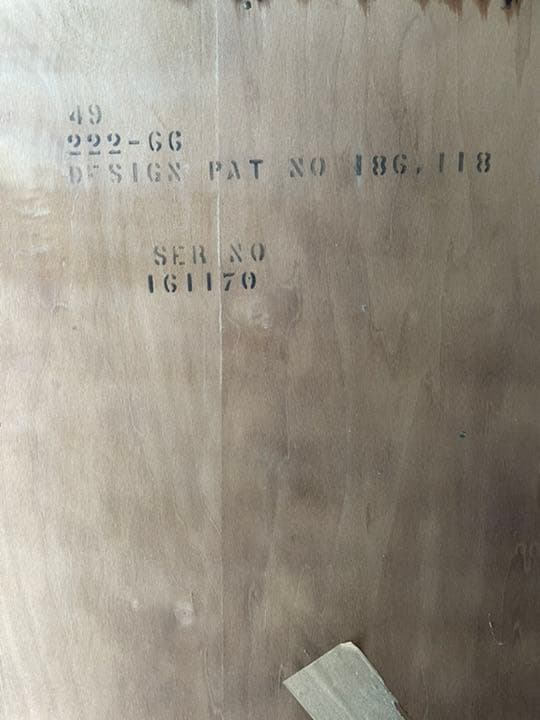 49
222-66
DESIGN PAT NO 186,118
SER NO
161170